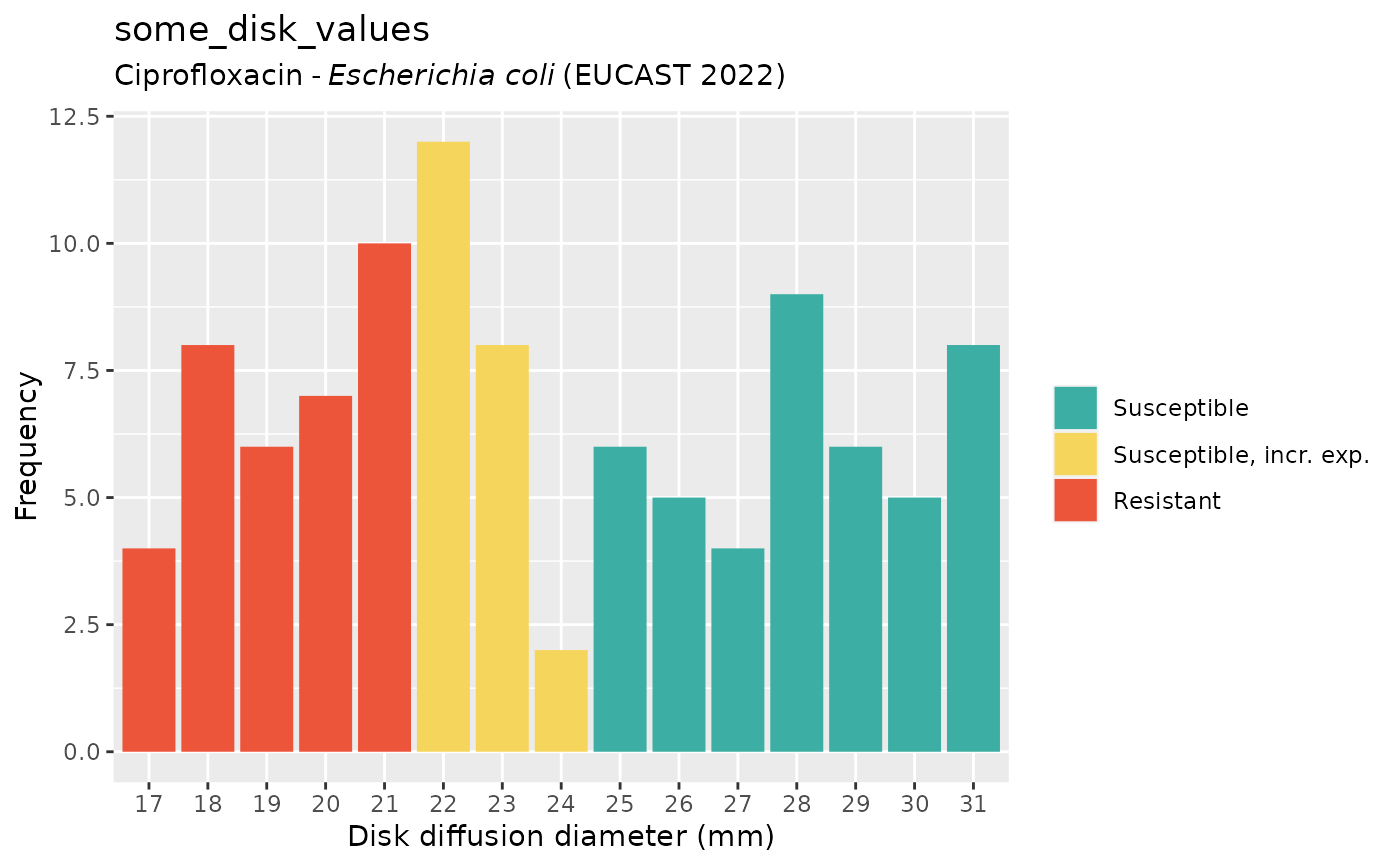 some_disk_values
Ciprofloxacin - Escherichia coli (EUCAST 2022)
12.5
10.0
7.5
5.0
2.5
0.0
Frequency
17 18 19 20 21 22 23 24 25 26 27 28 29 30 31
Disk diffusion diameter (mm)
Susceptible
Susceptible, incr. exp.
Resistant